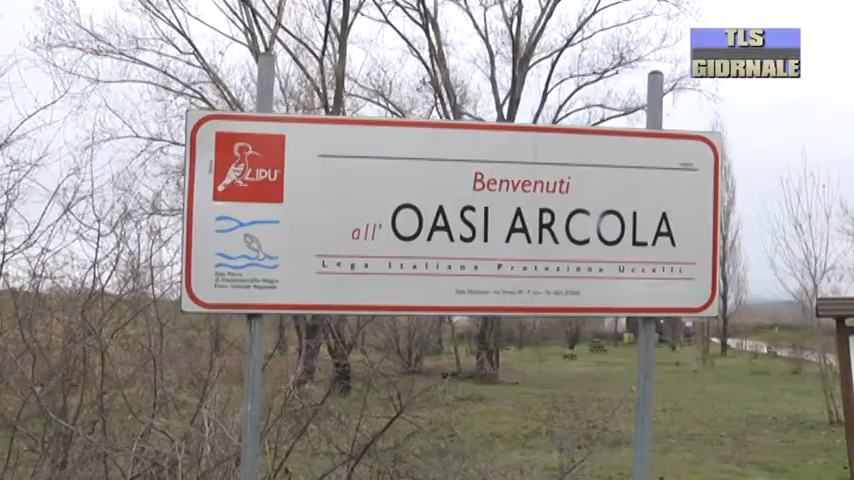 TLS
GIORNALE
LIPU
Benvenuti
all' OASI ARCOLA
Lega Italiana Protezione Uccelli